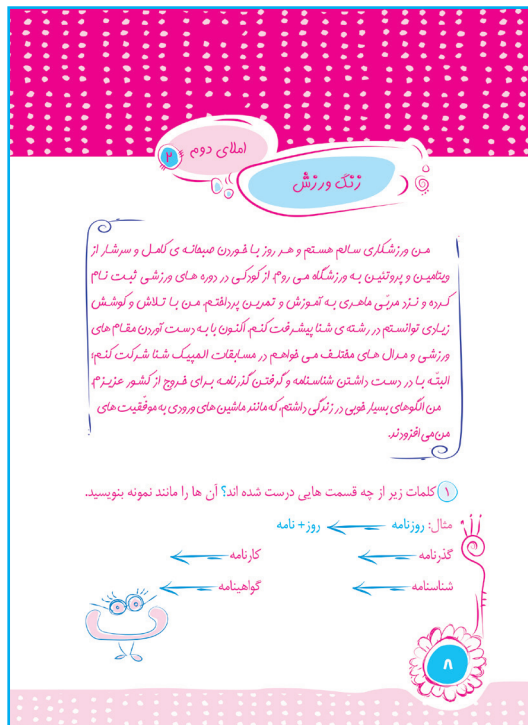 املای دوم
۲
زنگ ورزش
من ورزشکاری سالم هستم و هر روز با خوردن صبحانه ی کامل و سرشار از
ویتامین و پروتئین به ورزشگاه می روم. از کودکی در دوره های ورزشی ثبت نام
کرده و نزد مربّی ماهری به آموزش و تمرین پرداختم. من با تلاش و کوشش
زیادی توانستم در رشته ی شنا پیشرفت کنم. اکنون با به دست آوردن مقام های
ورزشی و مدال های مختلف می خواهم در مسابقات المپیک شنا شرکت کنم؛
البتّه با در دست داشتن شناسنامه و گرفتن گذرنامه برای خروج از کشور عزیزم.
من الگوهای بسیار خوبی در زندگی داشتم، که مانند ماشین های ورودی به موفّقیت های
من می افزودند.
۱ کلمات زیر از چه قسمت هایی درست شده اند؟ آن ها را مانند نمونه بنویسید.
مثال: روزنامه ← روز + نامه
گذرنامه ← کارنامه ←
شناسنامه ← گواهینامه ←
۸